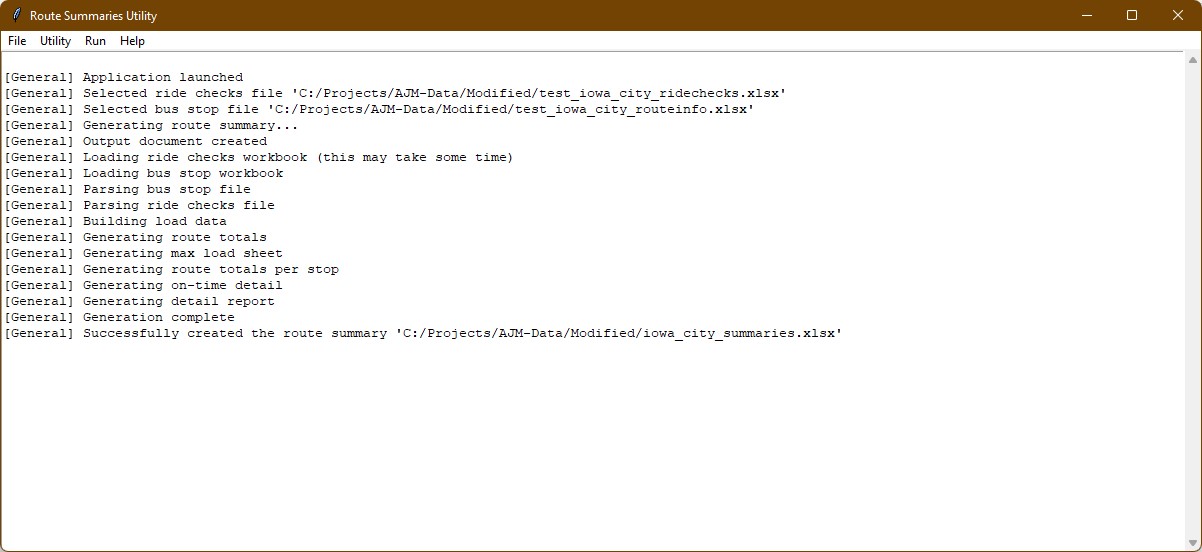 Route Summaries Utility
File Utility Run Help
[General] Application launched
[General] Selected ride checks file 'C:/Projects/AJM-Data/Modified/test_iowa_city_ridechecks.xlsx'
[General] Selected bus stop file 'C:/Projects/AJM-Data/Modified/test_iowa_city_routeinfo.xlsx'
[General] Generating route summary...
[General] Output document created
[General] Loading ride checks workbook (this may take some time)
[General] Loading bus stop workbook
[General] Parsing bus stop file
[General] Parsing ride checks file
[General] Building load data
[General] Generating route totals
[General] Generating max load sheet
[General] Generating route totals per stop
[General] Generating on-time detail
[General] Generating detail report
[General] Generation complete
[General] Successfully created the route summary 'C:/Projects/AJM-Data/Modified/iowa_city_summaries.xlsx'